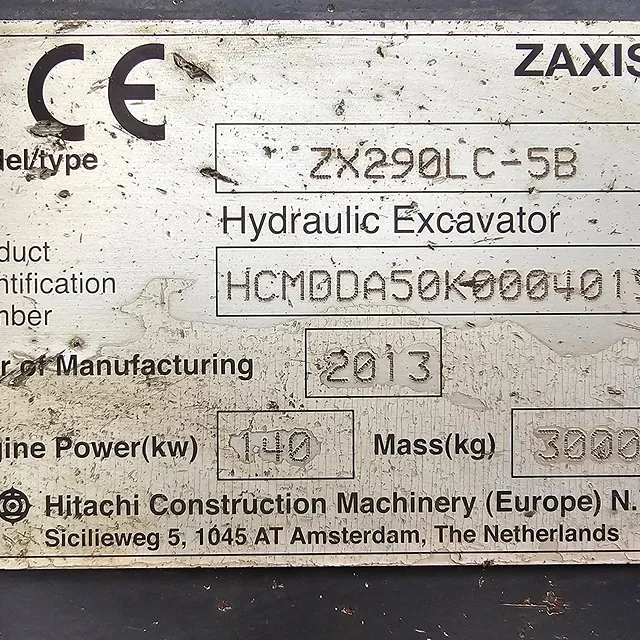 CE
ZAXIS
del/type
ZX290LC-5B
Hydraulic Excavator
duct
ntification
mber
HCMDDA50K000401
r of Manufacturing
2013
gine Power(kw)
140
Mass(kg)
3000
Hitachi Construction Machinery (Europe) N.
Sicilieweg 5, 1045 AT Amsterdam, The Netherlands